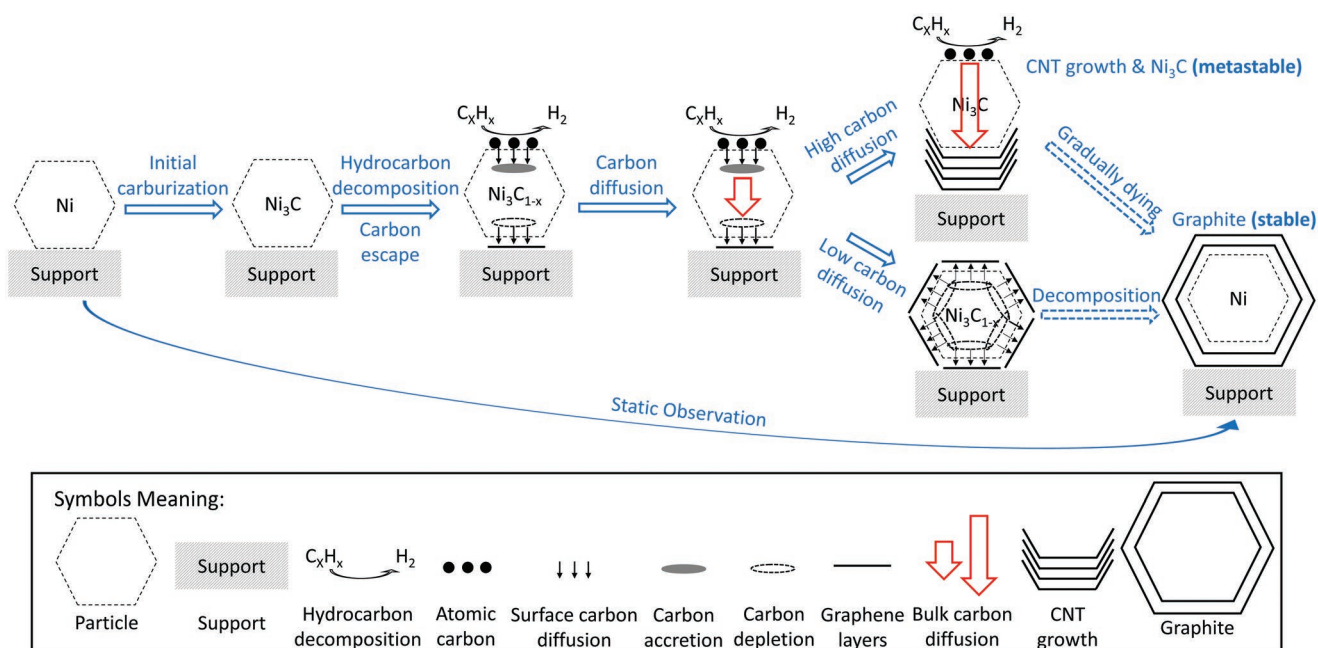 CₓHₓ
H₂
CNT growth & Ni₃C (metastable)
Ni₃C
Support
CₓHₓ
H₂
CₓHₓ
H₂
High carbon
diffusion
Gradually dying
Ni
Support
Initial
carburization
Ni₃C
Support
Hydrocarbon
decomposition
Carbon
escape
Ni₃C₁₋ₓ
Support
Carbon
diffusion
Support
Low carbon
diffusion
Ni₃C₁₋ₓ
Support
Decomposition
Graphite (stable)
Ni
Support
Static Observation
Symbols Meaning:
Particle
Support
Support
CₓHₓ
H₂
Hydrocarbon
decomposition
Atomic
carbon
Surface carbon
diffusion
Carbon
accretion
Carbon
depletion
Graphene
layers
Bulk carbon
diffusion
CNT
growth
Graphite